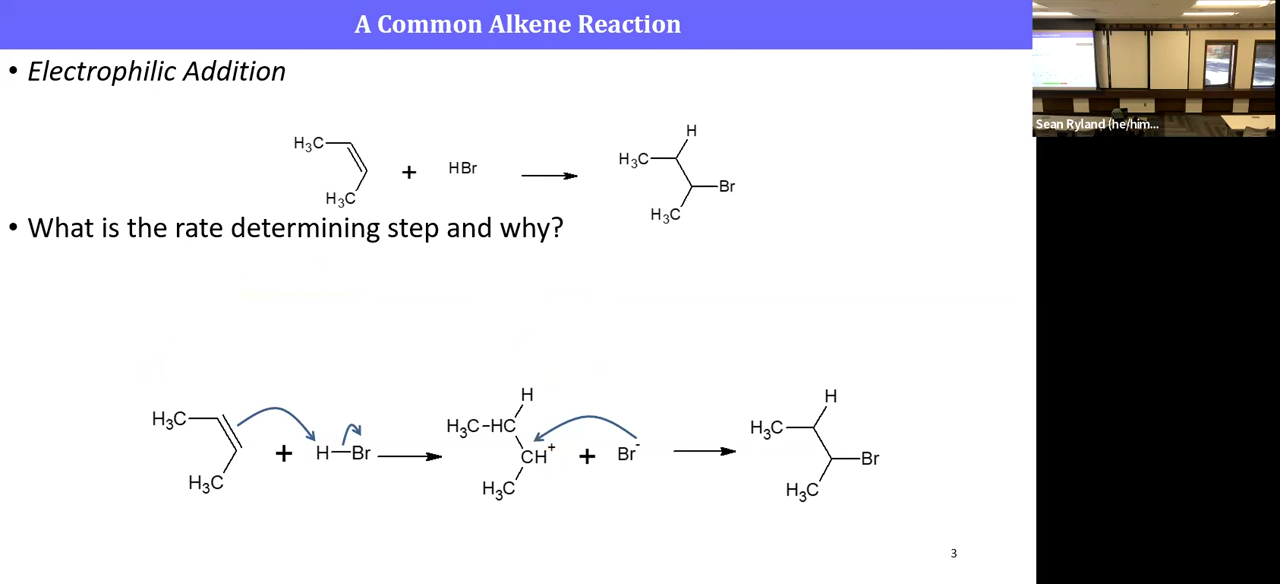 A Common Alkene Reaction
• Electrophilic Addition
H₃C
H₃C
+
HBr
H
H₃C
Br
H₃C
• What is the rate determining step and why?
H₃C
H₃C
+
H—Br
H
H₃C-HC
CH⁺
H₃C
+
Br⁻
H
H₃C
Br
H₃C
3
Sean Ryland (he/him...